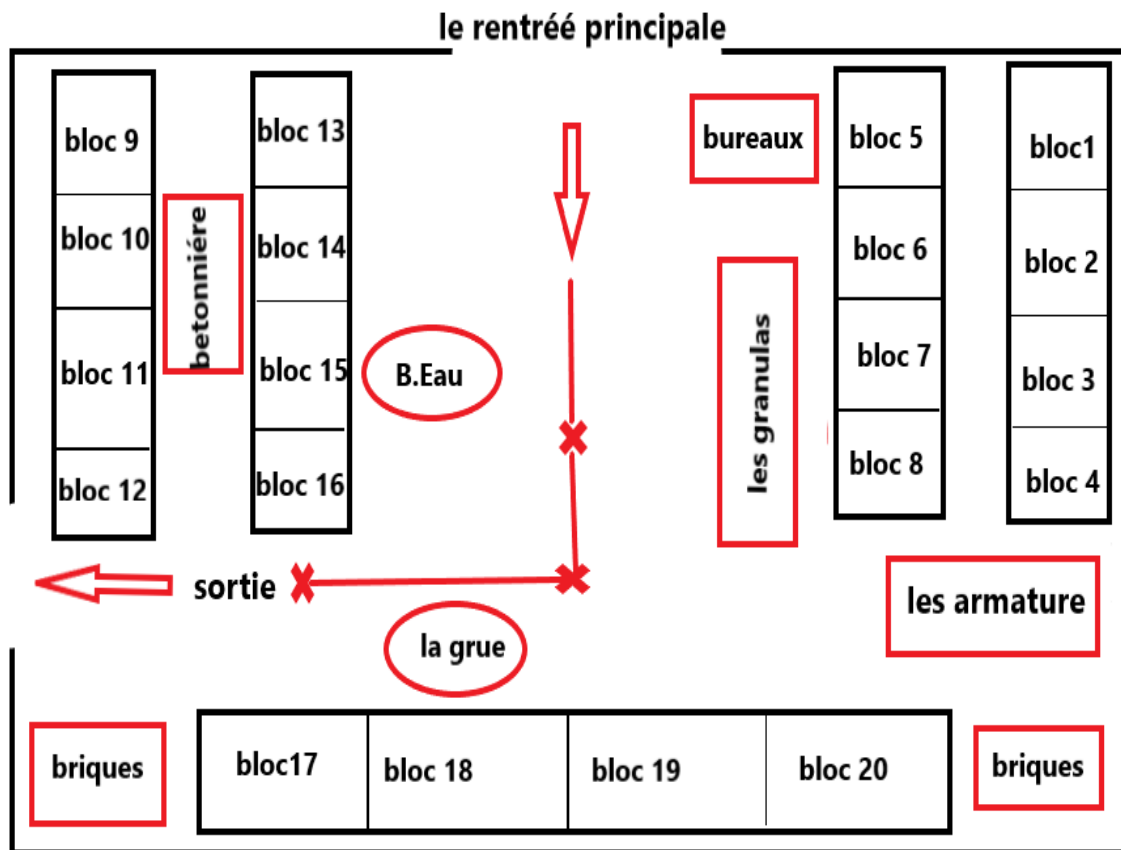 le rentréé principale
bloc 9
bloc 13
bureaux
bloc 5
bloc1
bloc 10
betonniére
bloc 14
bloc 6
bloc 2
bloc 11
bloc 15
B.Eau
les granulas
bloc 7
bloc 3
bloc 12
bloc 16
bloc 8
bloc 4
sortie
les armature
la grue
briques
bloc17
bloc 18
bloc 19
bloc 20
briques